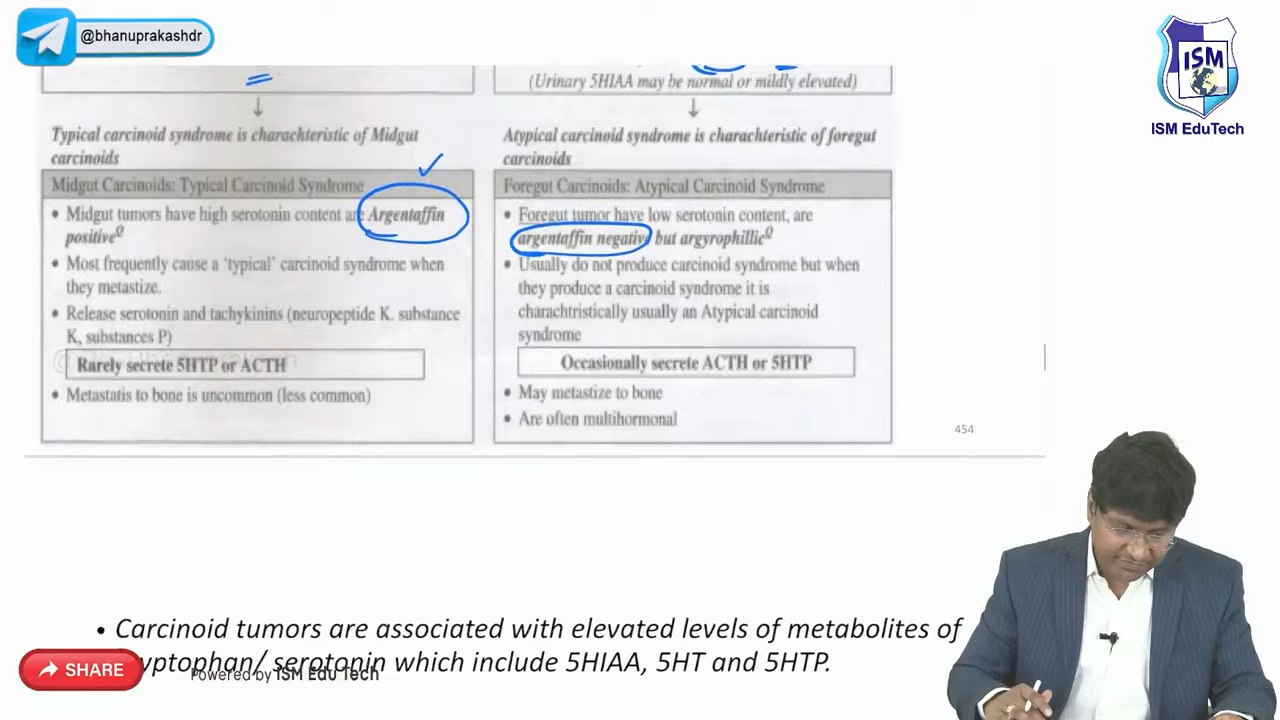 @bhanuprakashdr
ISM
ISM EduTech
(Urinary 5HIAA may be normal or mildly elevated)
Typical carcinoid syndrome is charachteristic of Midgut
carcinoids
Midgut Carcinoids: Typical Carcinoid Syndrome
• Midgut tumors have high serotonin content are Argentaffin
positiveQ
• Most frequently cause a 'typical' carcinoid syndrome when
they metastize.
• Release serotonin and tachykinins (neuropeptide K. substance
K, substances P)
Rarely secrete 5HTP or ACTH
• Metastatis to bone is uncommon (less common)
Atypical carcinoid syndrome is charachteristic of foregut
carcinoids
Foregut Carcinoids: Atypical Carcinoid Syndrome
• Foregut tumor have low serotonin content, are
argentaffin negative but argyrophillicQ
• Usually do not produce carcinoid syndrome but when
they produce a carcinoid syndrome it is
charachtristically usually an Atypical carcinoid
syndrome
Occasionally secrete ACTH or 5HTP
• May metastize to bone
• Are often multihormonal
454
• Carcinoid tumors are associated with elevated levels of metabolites of
yptophan/ serotonin which include 5HIAA, 5HT and 5HTP.
SHARE
Powered by ISM Edu Tech